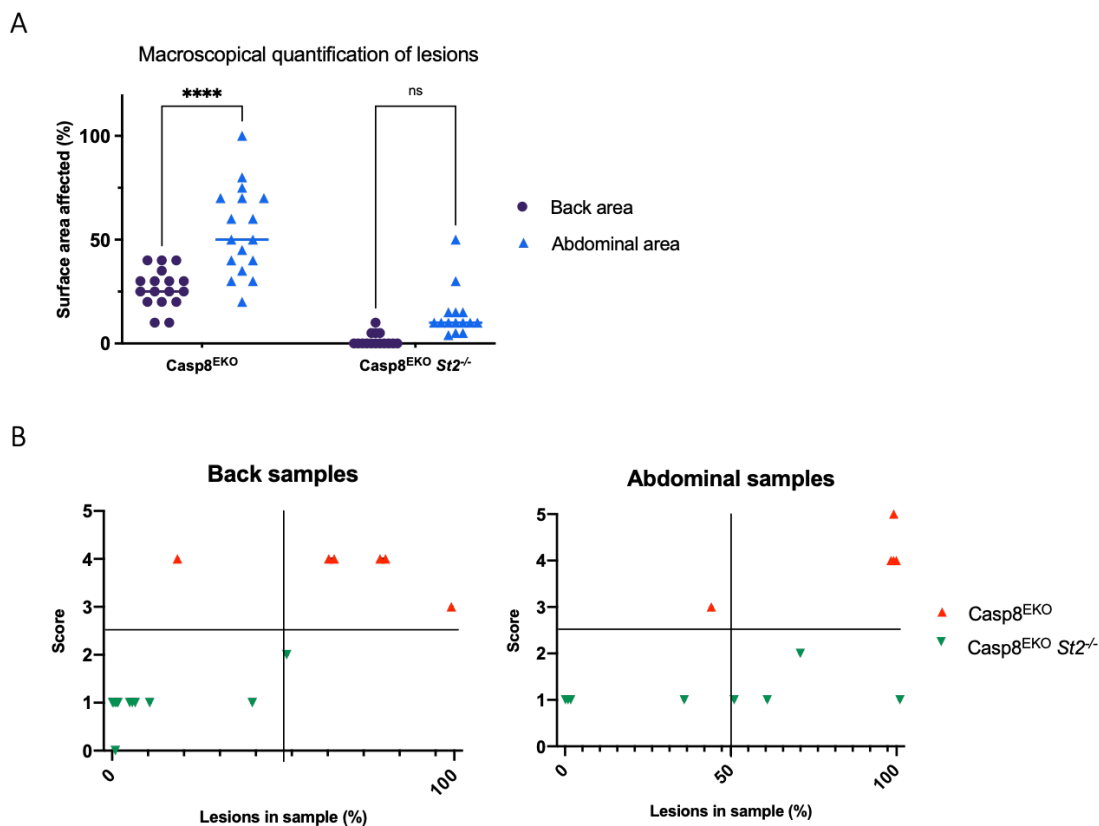 A
Macroscopical quantification of lesions
****
ns
Surface area affected (%)
100
50
0
Casp8ᴱᴷᴼ
Casp8ᴱᴷᴼ St2⁻/⁻
Back area
Abdominal area
B
Back samples
Score
5
4
3
2
1
0
0
100
Lesions in sample (%)
Abdominal samples
Score
5
4
3
2
1
0
0
50
100
Lesions in sample (%)
Casp8ᴱᴷᴼ
Casp8ᴱᴷᴼ St2⁻/⁻